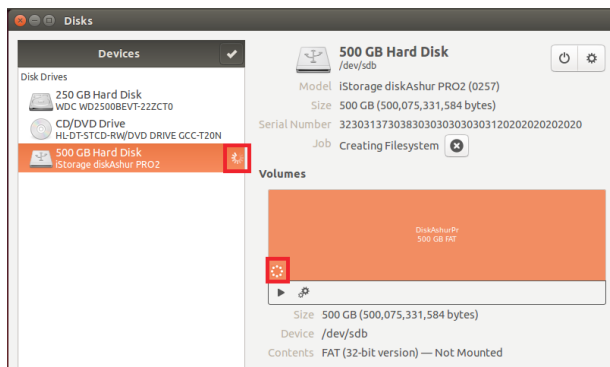 Disks
Devices
Disk Drives
250 GB Hard Disk
WDC WD2500BEVT-22ZCT0
CD/DVD Drive
HL-DT-STCD-RW/DVD DRIVE GCC-T20N
500 GB Hard Disk
iStorage diskAshur PRO2
500 GB Hard Disk
/dev/sdb
Model iStorage diskAshur PRO2 (0257)
Size 500 GB (500,075,331,584 bytes)
Job Creating Filesystem
Volumes
DiskAshurPr
500 GB FAT
Size 500 GB (500,075,331,584 bytes)
Device /dev/sdb
Contents FAT (32-bit version) — Not Mounted